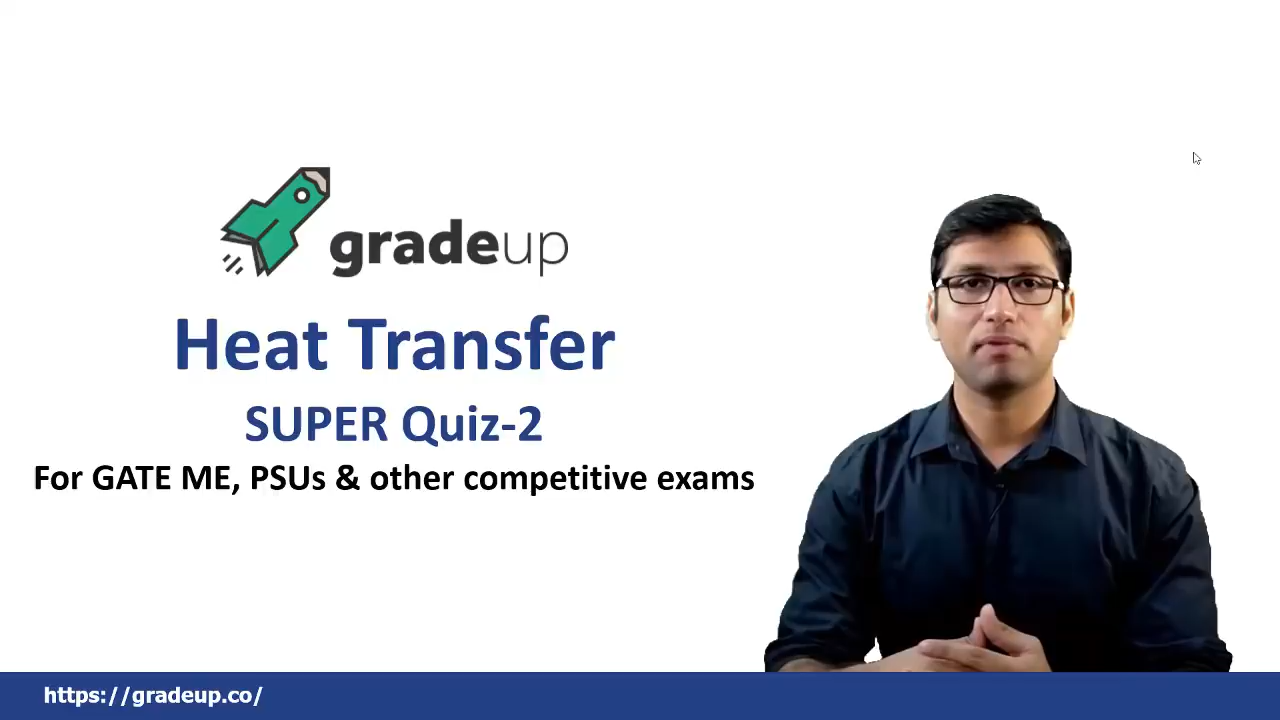 gradeup
Heat Transfer
SUPER Quiz-2
For GATE ME, PSUs & other competitive exams
https://gradeup.co/